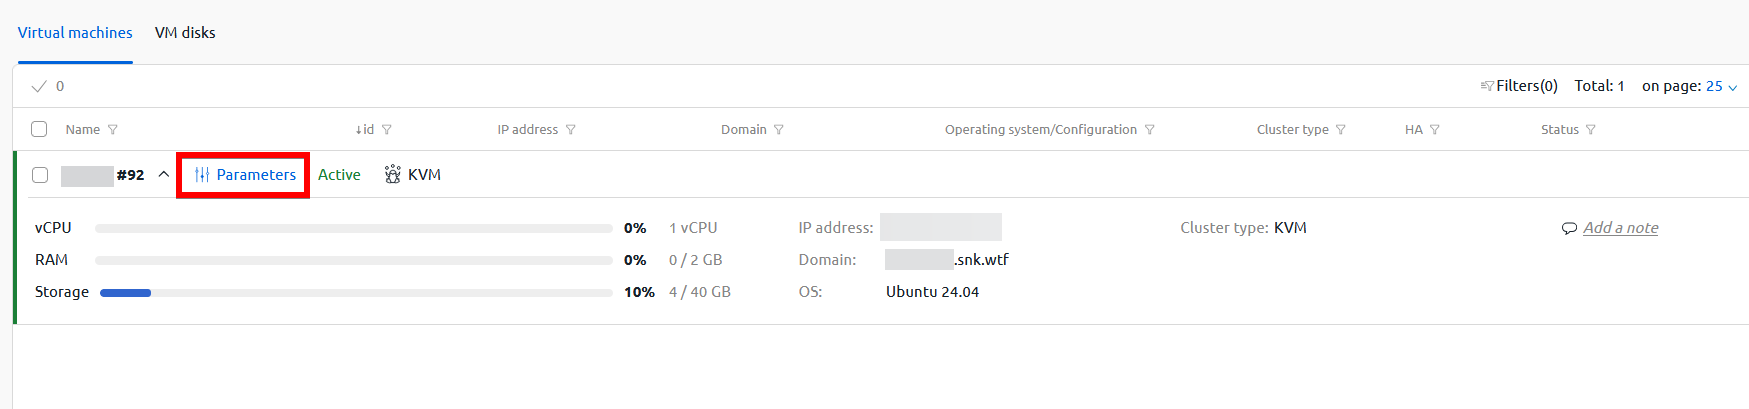 Virtual machines VM disks
0 Filters(0) Total: 1 on page: 25
Name ↓id IP address Domain Operating system/Configuration Cluster type HA Status
#92 Parameters Active KVM
vCPU 0% 1 vCPU IP address: Cluster type: KVM Add a note
RAM 0% 0 / 2 GB Domain: .snk.wtf
Storage 10% 4 / 40 GB OS: Ubuntu 24.04